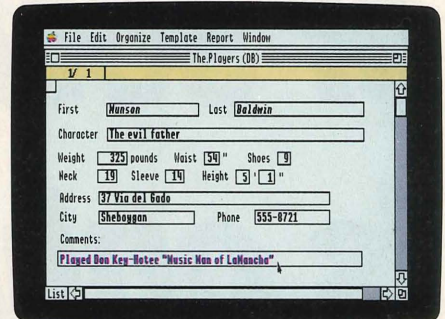 File Edit Organize Template Report Window
The.Players (DB)
1/ 1
First Munson Last Baldwin
Character The evil father
Weight 325 pounds Waist 54 " Shoes 9
Neck 19 Sleeve 14 Height 5 ' 1 "
Address 37 Via del Gado
City Sheboygan Phone 555-8721
Comments:
Played Don Key-Hotee "Music Man of LaMancha"
List